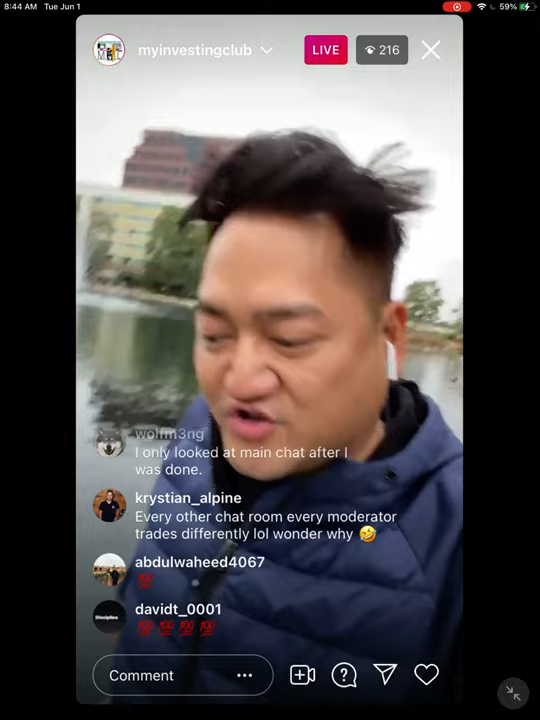 8:44 AM Tue Jun 1
59%
myinvestingclub
LIVE
216
wolfm3ng
I only looked at main chat after I
was done.
krystian_alpine
Every other chat room every moderator
trades differently lol wonder why 🤣
abdulwaheed4067
💯
davidt_0001
💯 💯 💯 💯
Discipline
Comment